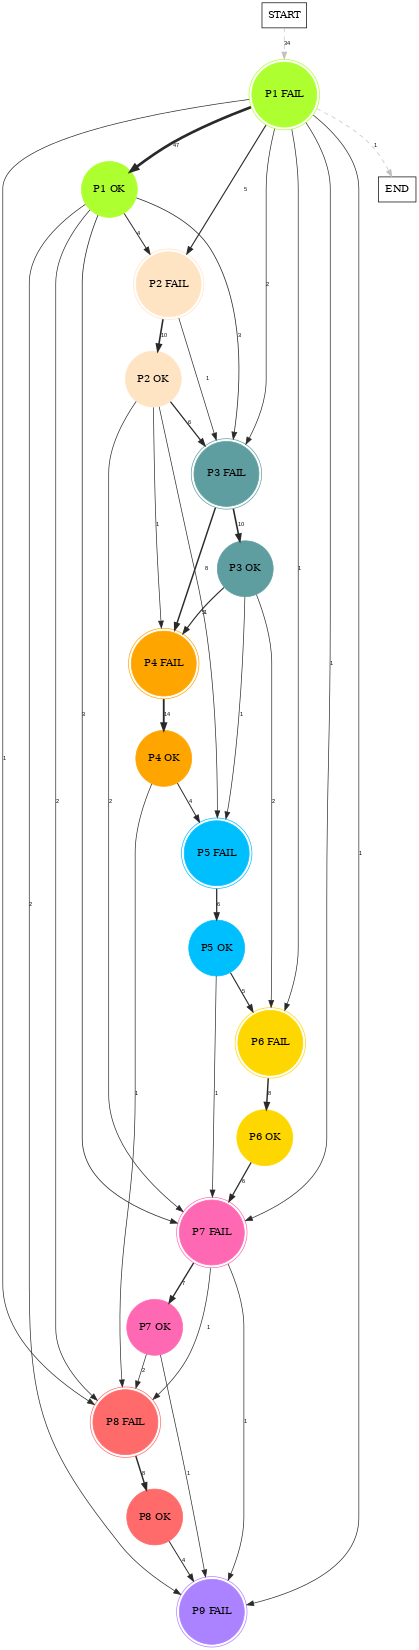 START
34
P1 FAIL
47
1
END
P1 OK
5
4
P2 FAIL
2
10
3
1
P2 OK
6
P3 FAIL
10
1
8
1
P3 OK
P4 FAIL
1
14
3
2
1
2
1
P4 OK
1
2
2
4
P5 FAIL
1
2
6
P5 OK
5
P6 FAIL
8
1
1
P6 OK
6
P7 FAIL
7
P7 OK
1
2
1
P8 FAIL
8
1
P8 OK
4
P9 FAIL